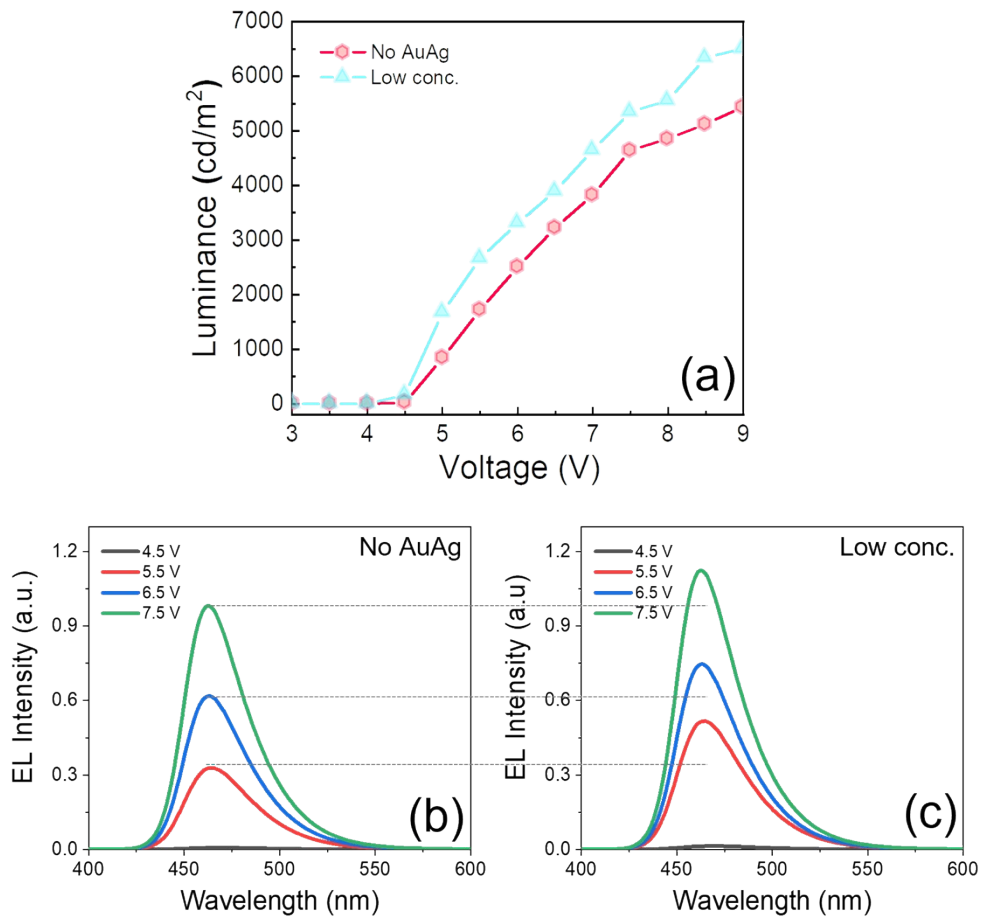 7000
6000
5000
4000
3000
2000
1000
0
Luminance (cd/m²)
No AuAg
Low conc.
(a)
3 4 5 6 7 8 9
Voltage (V)
1.2
0.9
0.6
0.3
0.0
EL Intensity (a.u.)
4.5 V
5.5 V
6.5 V
7.5 V
No AuAg
(b)
400 450 500 550 600
Wavelength (nm)
1.2
0.9
0.6
0.3
0.0
EL Intensity (a.u)
4.5 V
5.5 V
6.5 V
7.5 V
Low conc.
(c)
400 450 500 550 600
Wavelength (nm)